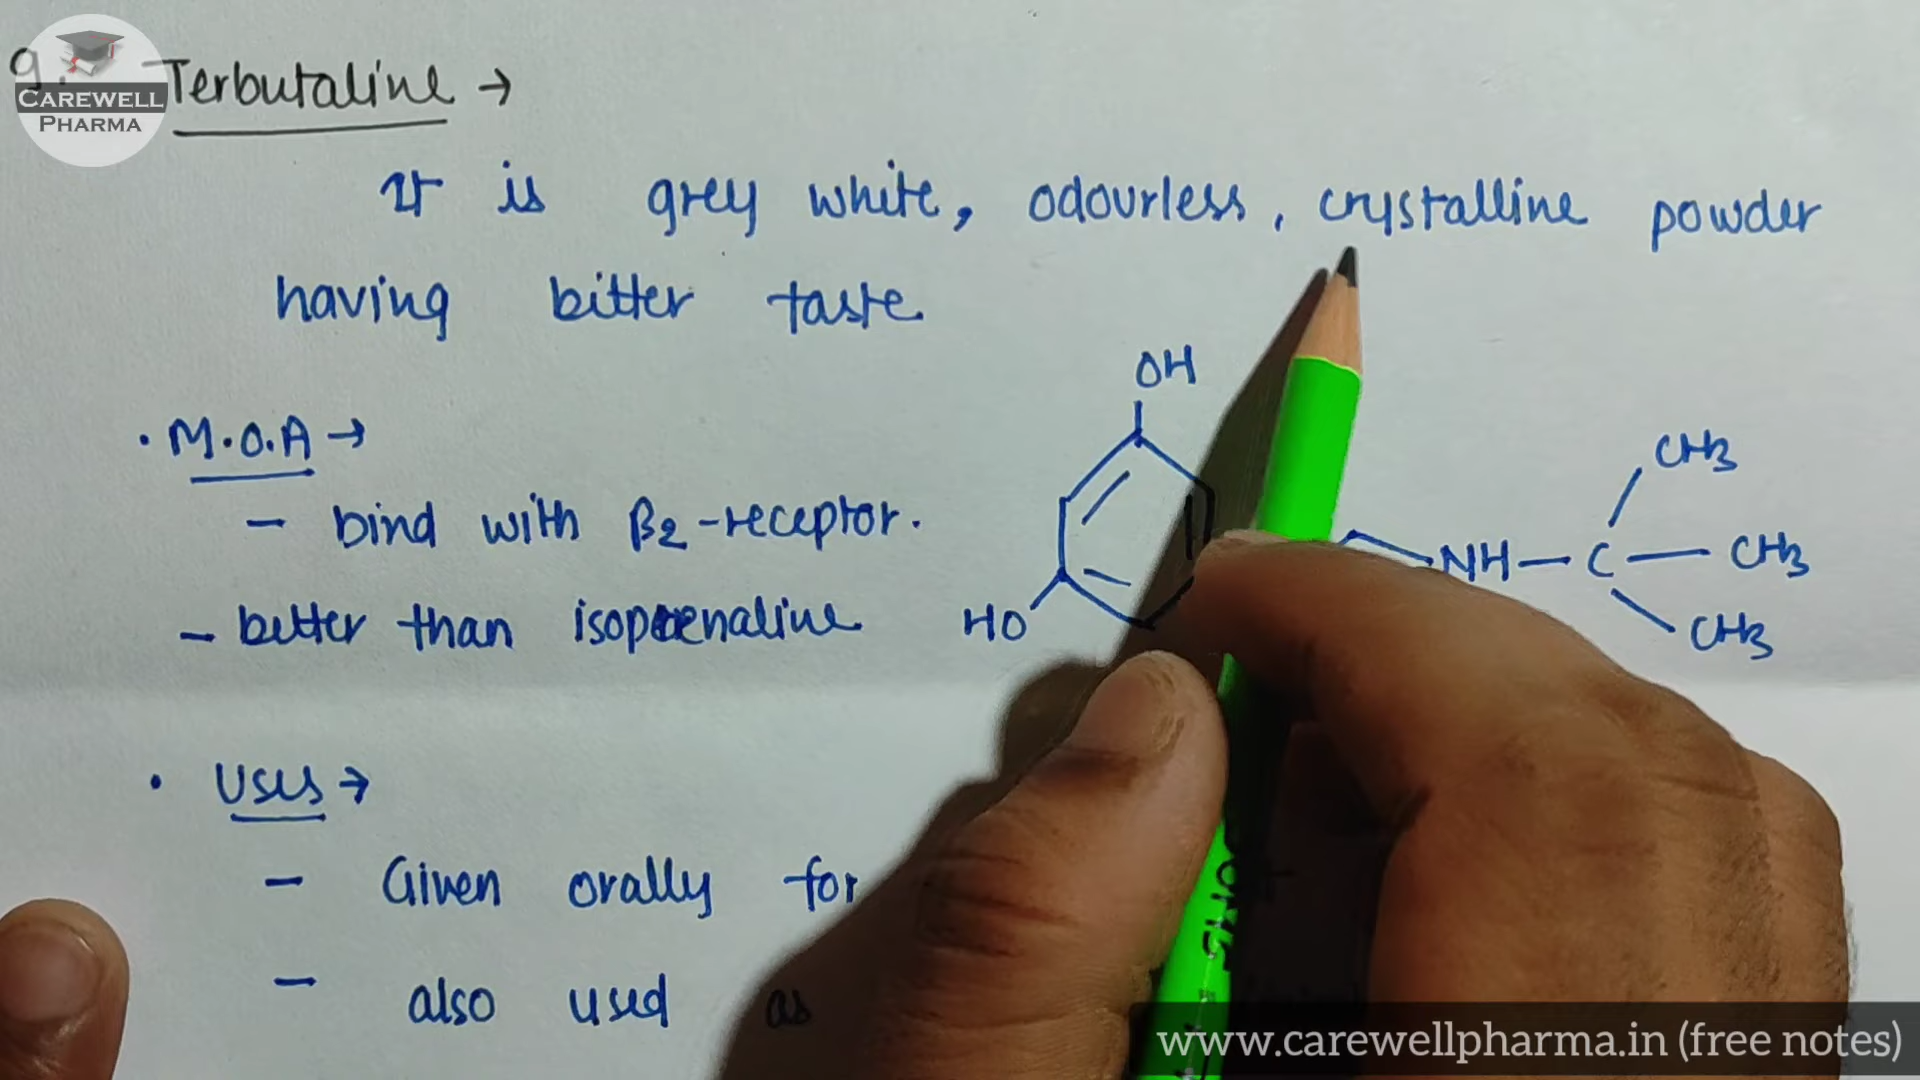 9. Terbutaline →
CAREWELL
PHARMA
It is grey white, odourless, crystalline powder
having bitter taste.
OH
· M.O.A →
CH3
- bind with β2-receptor.
NH - C - CH3
- better than isoprenaline
HO
CH3
· Uses →
- Given orally for
- also used as
www.carewellpharma.in (free notes)